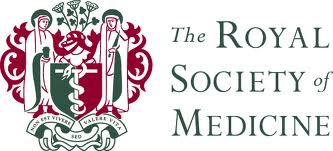 The ROYAL
SOCIETY of
MEDICINE
NON EST VIVERE
SED
VALERE VITA